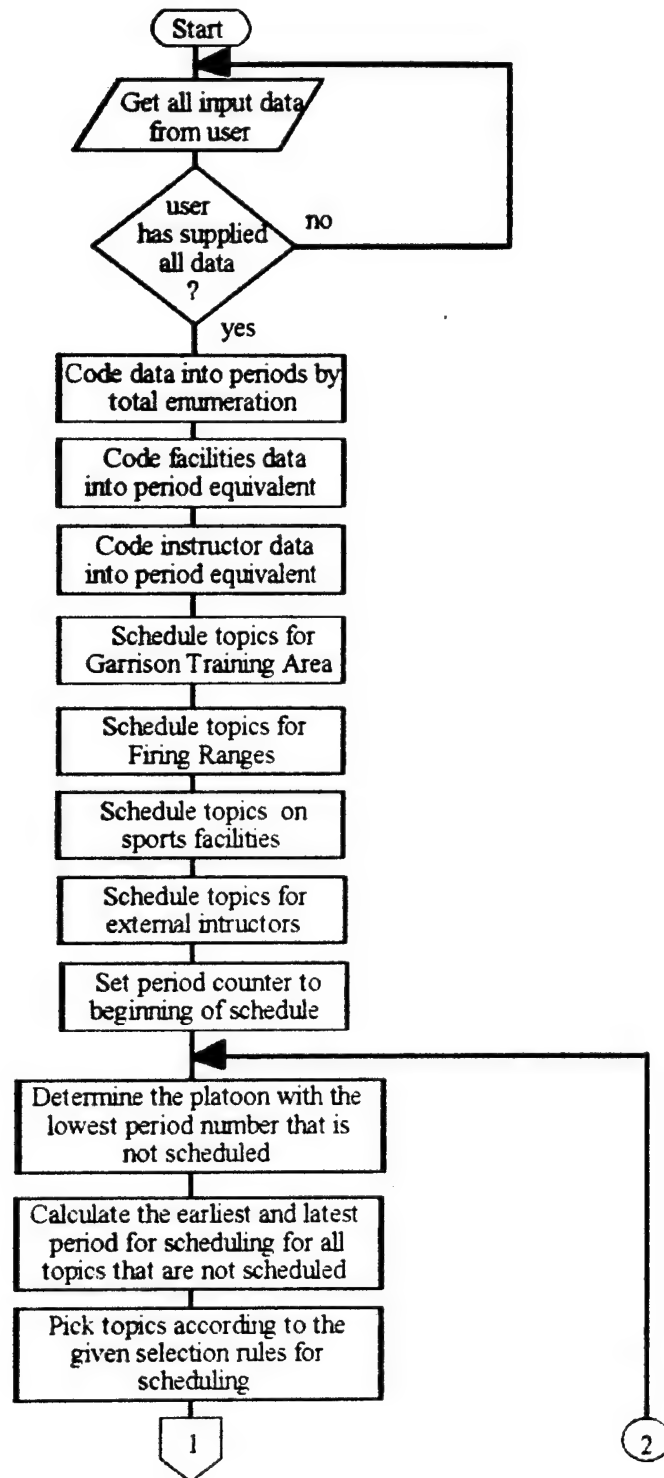 Start
Get all input data
from user
user
has supplied
all data
?
no
yes
Code data into periods by
total enumeration
Code facilities data
into period equivalent
Code instructor data
into period equivalent
Schedule topics for
Garrison Training Area
Schedule topics for
Firing Ranges
Schedule topics on
sports facilities
Schedule topics for
external intructors
Set period counter to
beginning of schedule
Determine the platoon with the
lowest period number that is
not scheduled
Calculate the earliest and latest
period for scheduling for all
topics that are not scheduled
Pick topics according to the
given selection rules for
scheduling
1
2